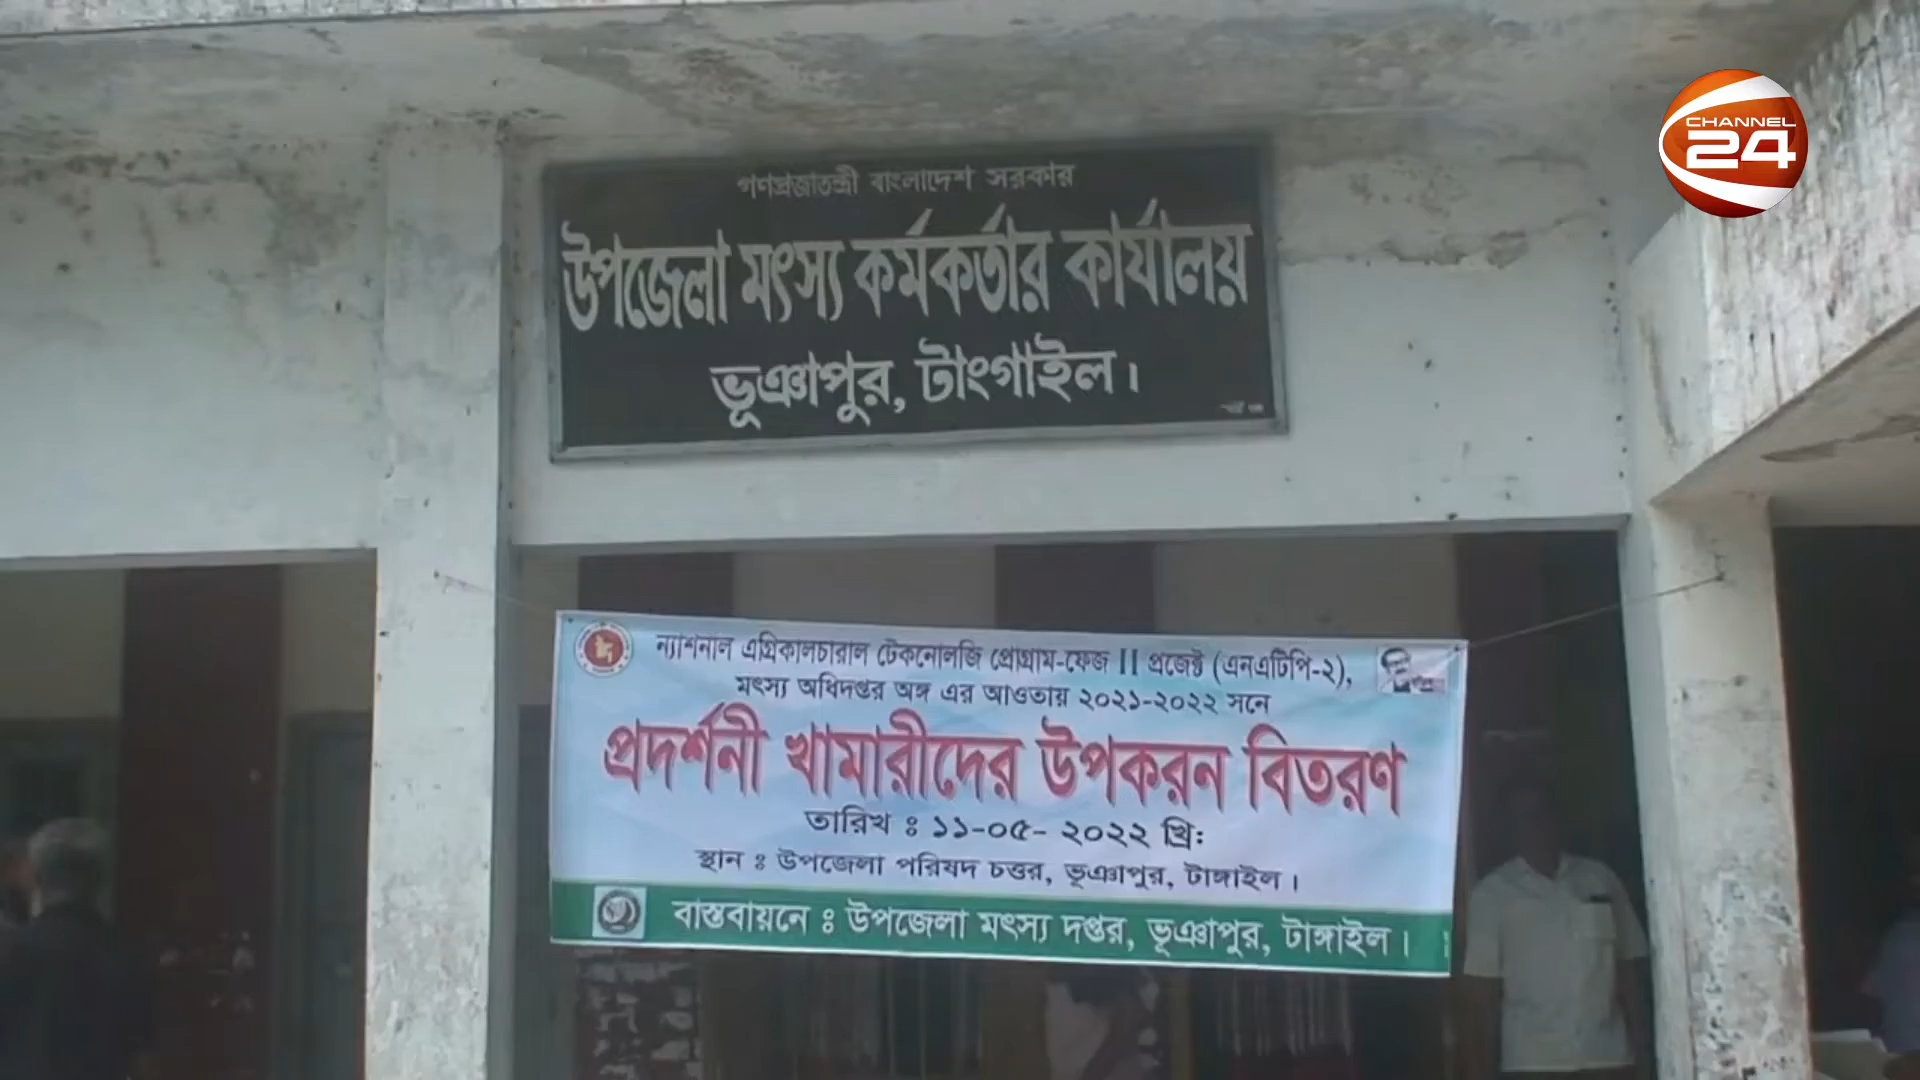 CHANNEL
24
গণপ্রজাতন্ত্রী বাংলাদেশ সরকার
উপজেলা মৎস্য কর্মকর্তার কার্যালয়
ভূঞাপুর, টাংগাইল।
ন্যাশনাল এগ্রিকালচারাল টেকনোলজি প্রোগ্রাম-ফেজ II প্রজেক্ট (এনএটিপি-২),
মৎস্য অধিদপ্তর অঙ্গ এর আওতায় ২০২১-২০২২ সনে
প্রদর্শনী খামারীদের উপকরন বিতরণ
তারিখ ঃ ১১-০৫- ২০২২ খ্রি:
স্থান ঃ উপজেলা পরিষদ চত্তর, ভূঞাপুর, টাঙ্গাইল।
বাস্তবায়নে ঃ উপজেলা মৎস্য দপ্তর, ভূঞাপুর, টাঙ্গাইল।